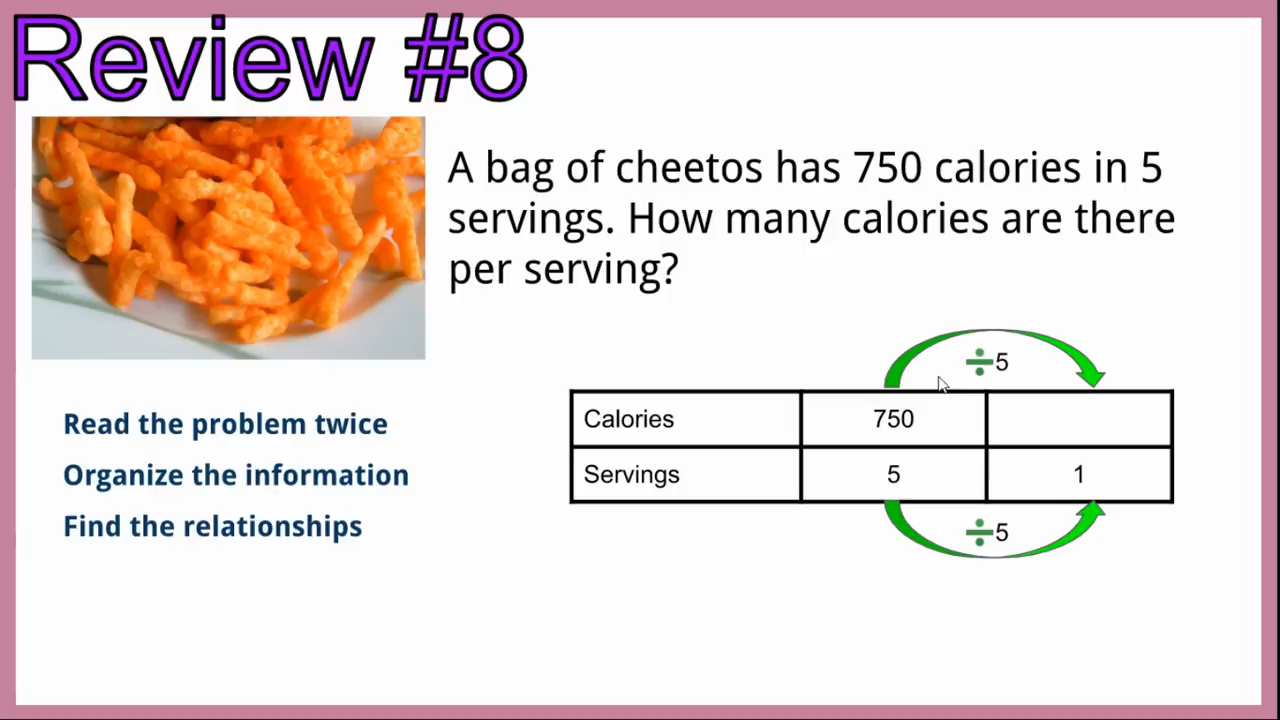 Review #8
A bag of cheetos has 750 calories in 5
servings. How many calories are there
per serving?
Read the problem twice
Organize the information
Find the relationships
÷5
Calories 750
Servings 5 1
÷5